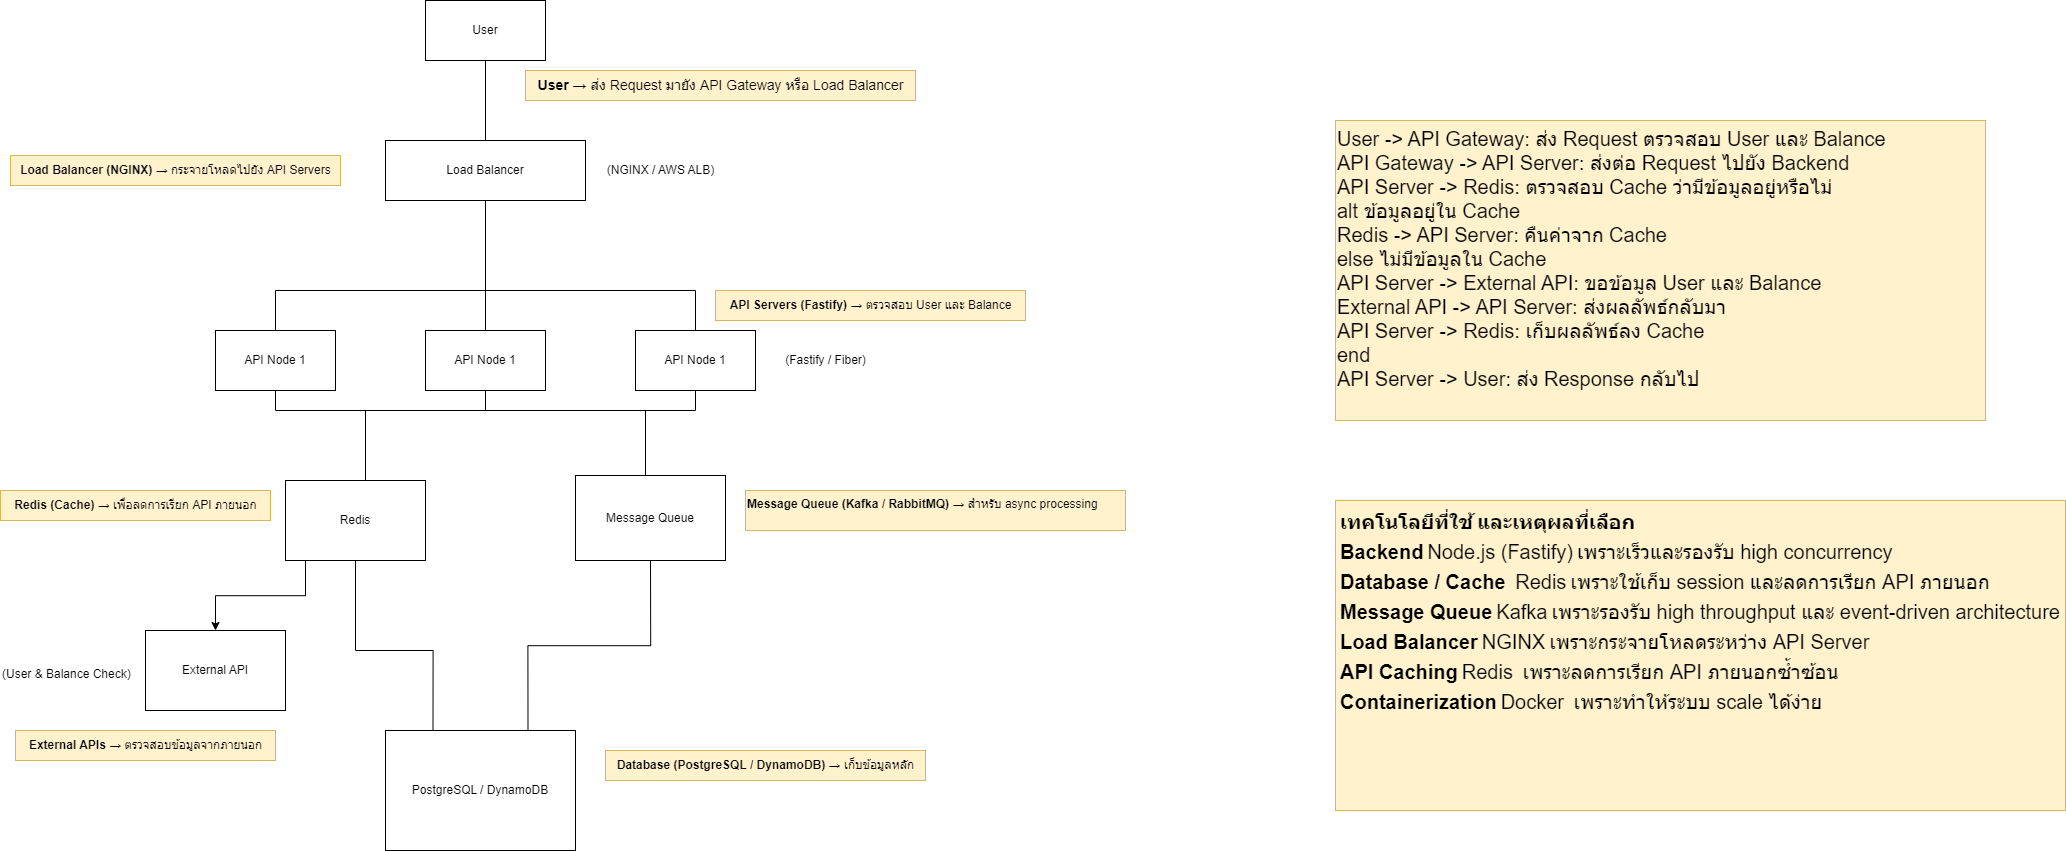 User
User → ส่ง Request มายัง API Gateway หรือ Load Balancer
Load Balancer (NGINX) → กระจายโหลดไปยัง API Servers
Load Balancer
(NGINX / AWS ALB)
API Servers (Fastify) → ตรวจสอบ User และ Balance
API Node 1
API Node 1
API Node 1
(Fastify / Fiber)
Redis (Cache) → เพื่อลดการเรียก API ภายนอก
Redis
Message Queue
Message Queue (Kafka / RabbitMQ) → สำหรับ async processing
(User & Balance Check)
External API
External APIs → ตรวจสอบข้อมูลจากภายนอก
PostgreSQL / DynamoDB
Database (PostgreSQL / DynamoDB) → เก็บข้อมูลหลัก
User -> API Gateway: ส่ง Request ตรวจสอบ User และ Balance
API Gateway -> API Server: ส่งต่อ Request ไปยัง Backend
API Server -> Redis: ตรวจสอบ Cache ว่ามีข้อมูลอยู่หรือไม่
alt ข้อมูลอยู่ใน Cache
Redis -> API Server: คืนค่าจาก Cache
else ไม่มีข้อมูลใน Cache
API Server -> External API: ขอข้อมูล User และ Balance
External API -> API Server: ส่งผลลัพธ์กลับมา
API Server -> Redis: เก็บผลลัพธ์ลง Cache
end
API Server -> User: ส่ง Response กลับไป
เทคโนโลยีที่ใช้ และเหตุผลที่เลือก
Backend Node.js (Fastify) เพราะเร็วและรองรับ high concurrency
Database / Cache Redis เพราะใช้เก็บ session และลดการเรียก API ภายนอก
Message Queue Kafka เพราะรองรับ high throughput และ event-driven architecture
Load Balancer NGINX เพราะกระจายโหลดระหว่าง API Server
API Caching Redis เพราะลดการเรียก API ภายนอกซ้ำซ้อน
Containerization Docker เพราะทำให้ระบบ scale ได้ง่าย